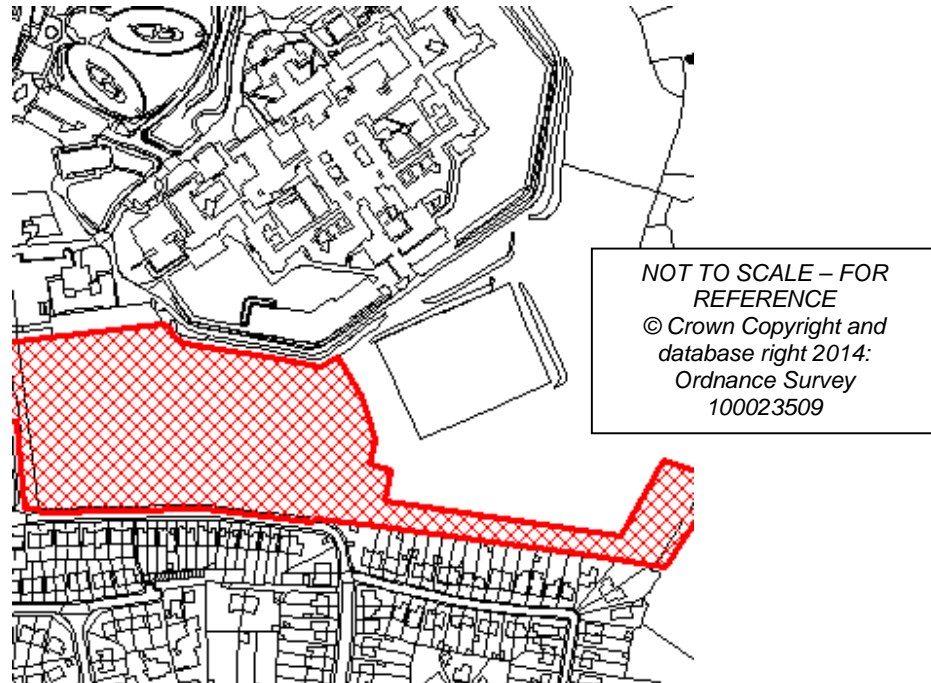 NOT TO SCALE – FOR
REFERENCE
© Crown Copyright and
database right 2014:
Ordnance Survey
100023509